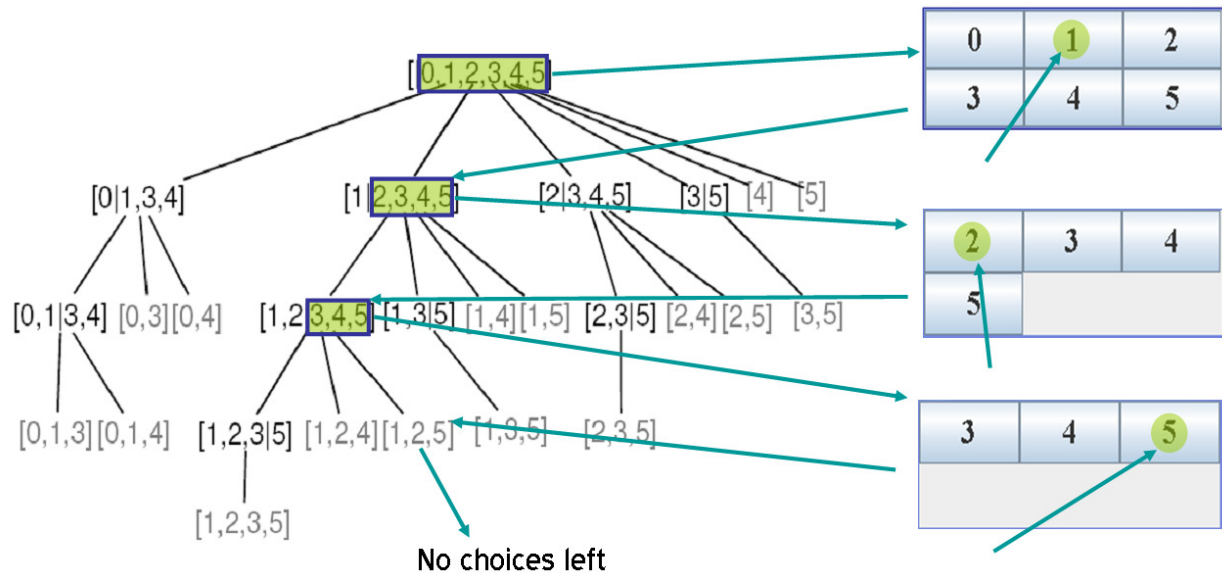 [0,1,2,3,4,5]
[0|1,3,4] [1|2,3,4,5] [2|3,4,5] [3|5] [4] [5]
[0,1|3,4] [0,3] [0,4] [1,2 3,4,5] [1,3|5] [1,4] [1,5] [2,3|5] [2,4] [2,5] [3,5]
[0,1,3] [0,1,4] [1,2,3|5] [1,2,4] [1,2,5] [1,3,5] [2,3,5]
[1,2,3,5]
No choices left
0 1 2
3 4 5
2 3 4
5
3 4 5